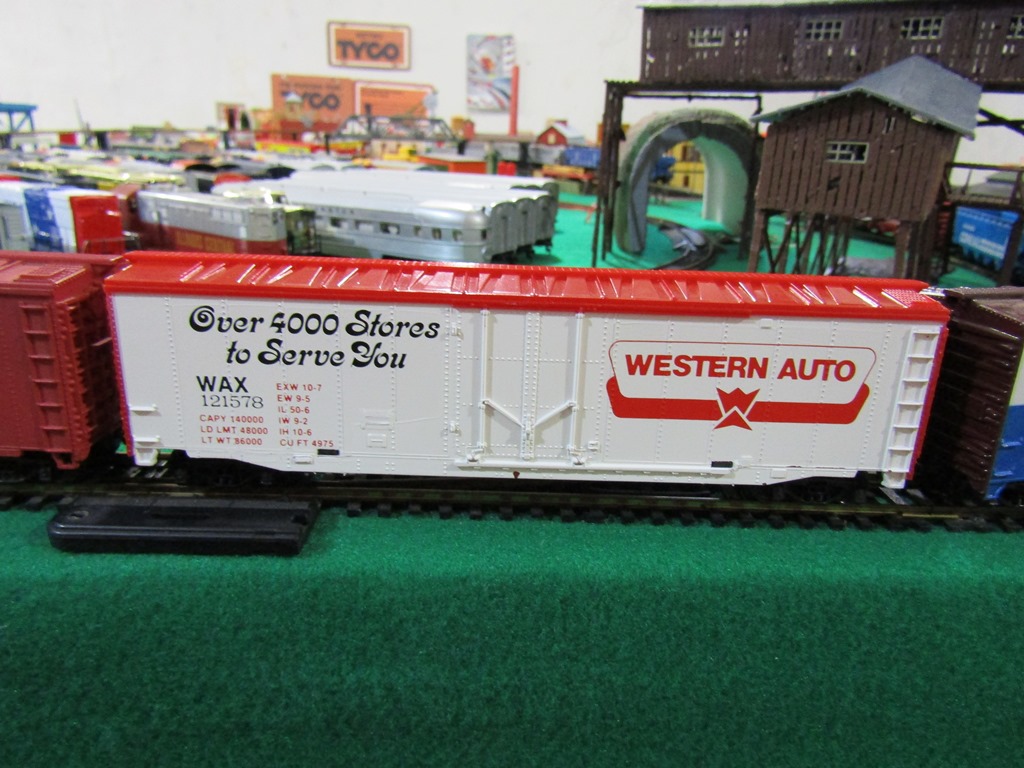 TYCO
TYCO
Over 4000 Stores
to Serve You
WAX
121578
CAPY 140000
LD LMT 48000
LT WT 86000
EXW 10-7
EW 9-5
IL 50-6
IW 9-2
IH 10-6
CU FT 4975
WESTERN AUTO